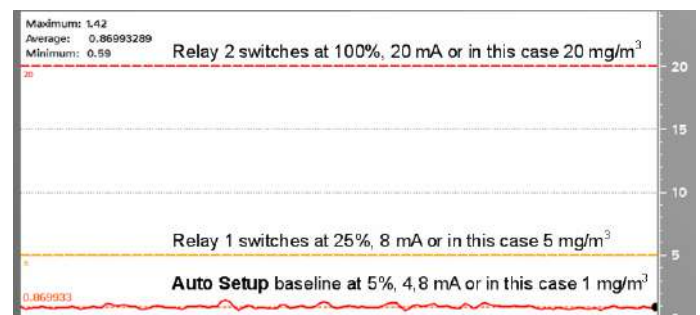 Maximum: 1.42
Average: 0.86993289
Minimum: 0.59
Relay 2 switches at 100%, 20 mA or in this case 20 mg/m³
20
20
15
10
Relay 1 switches at 25%, 8 mA or in this case 5 mg/m³
5
Auto Setup baseline at 5%, 4,8 mA or in this case 1 mg/m³
0.869933